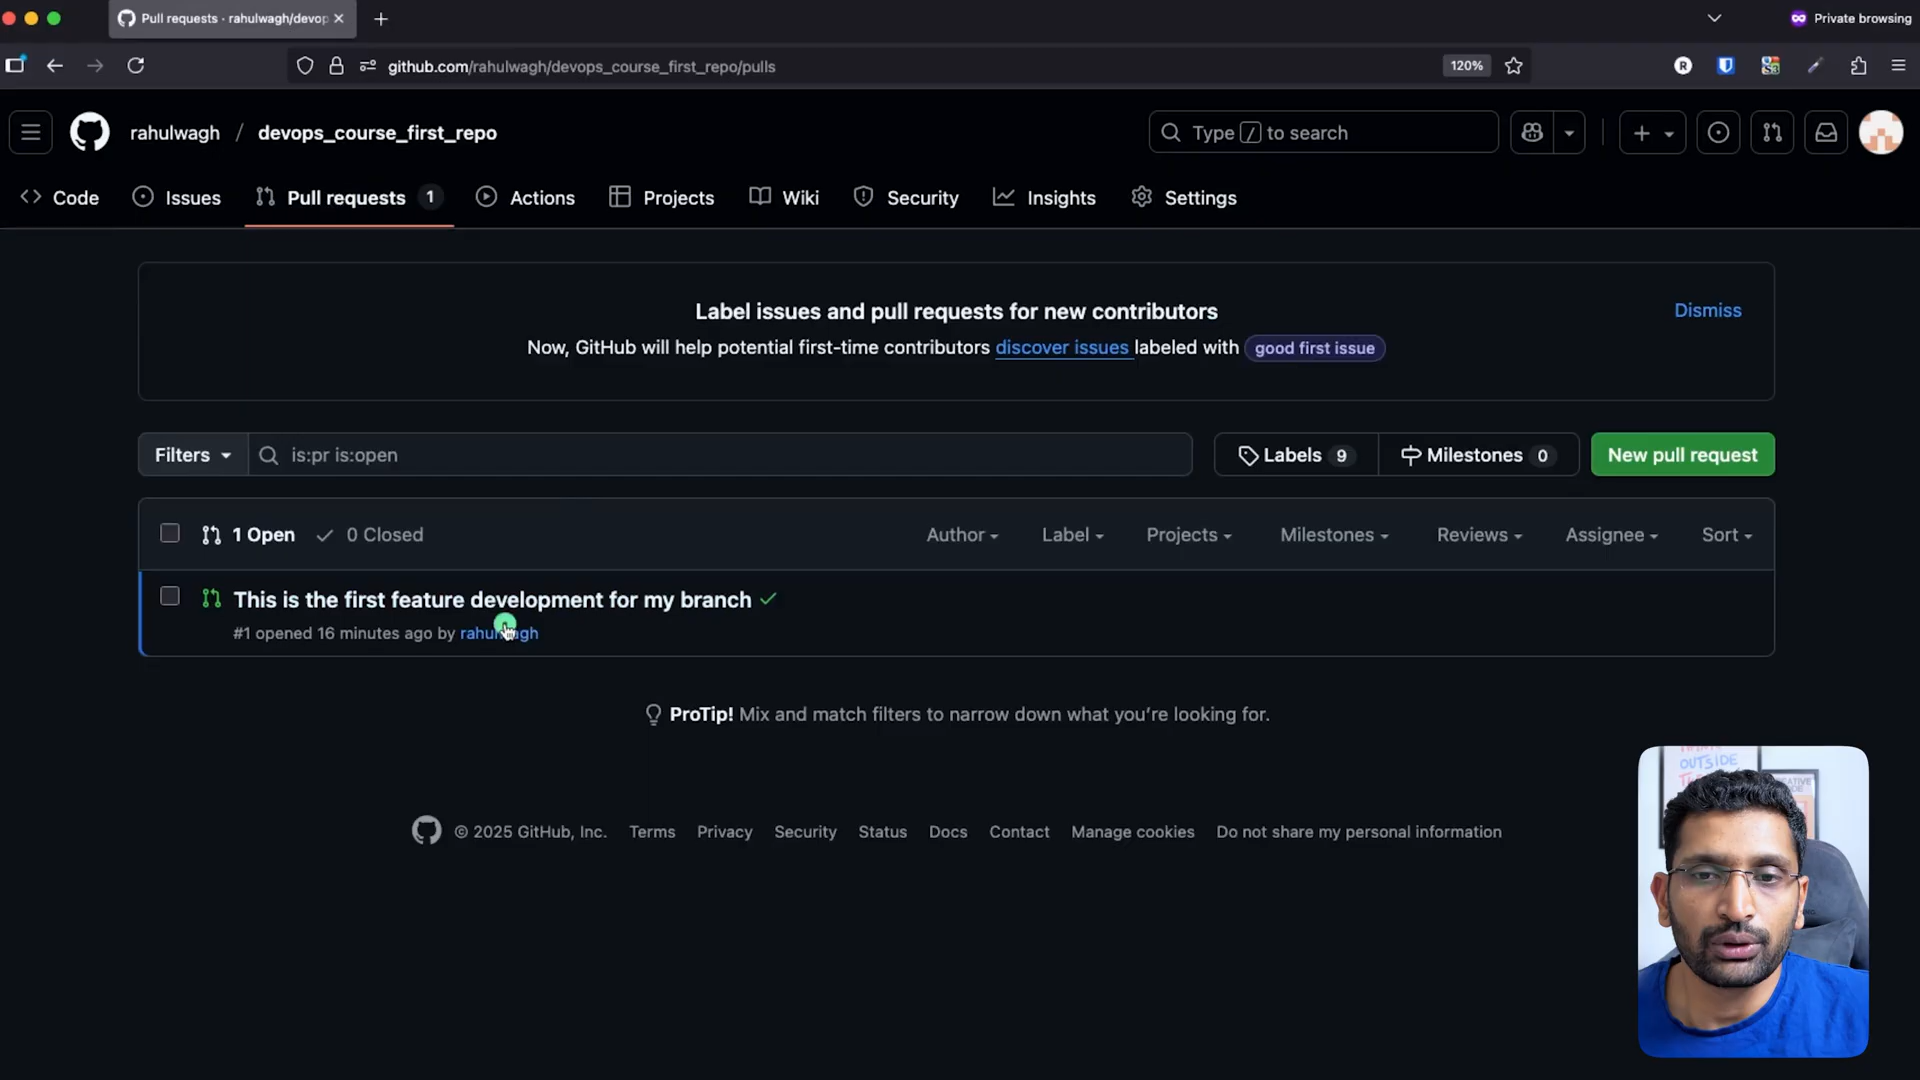 Pull requests · rahulwagh/devop
Private browsing
github.com/rahulwagh/devops_course_first_repo/pulls
120%
R
rahulwagh / devops_course_first_repo
Type / to search
Code
Issues
Pull requests 1
Actions
Projects
Wiki
Security
Insights
Settings
Label issues and pull requests for new contributors
Dismiss
Now, GitHub will help potential first-time contributors discover issues labeled with good first issue
Filters
is:pr is:open
Labels 9
Milestones 0
New pull request
1 Open
0 Closed
Author
Label
Projects
Milestones
Reviews
Assignee
Sort
This is the first feature development for my branch
#1 opened 16 minutes ago by rahulwagh
ProTip! Mix and match filters to narrow down what you’re looking for.
© 2025 GitHub, Inc.
Terms
Privacy
Security
Status
Docs
Contact
Manage cookies
Do not share my personal information
OUTSIDE